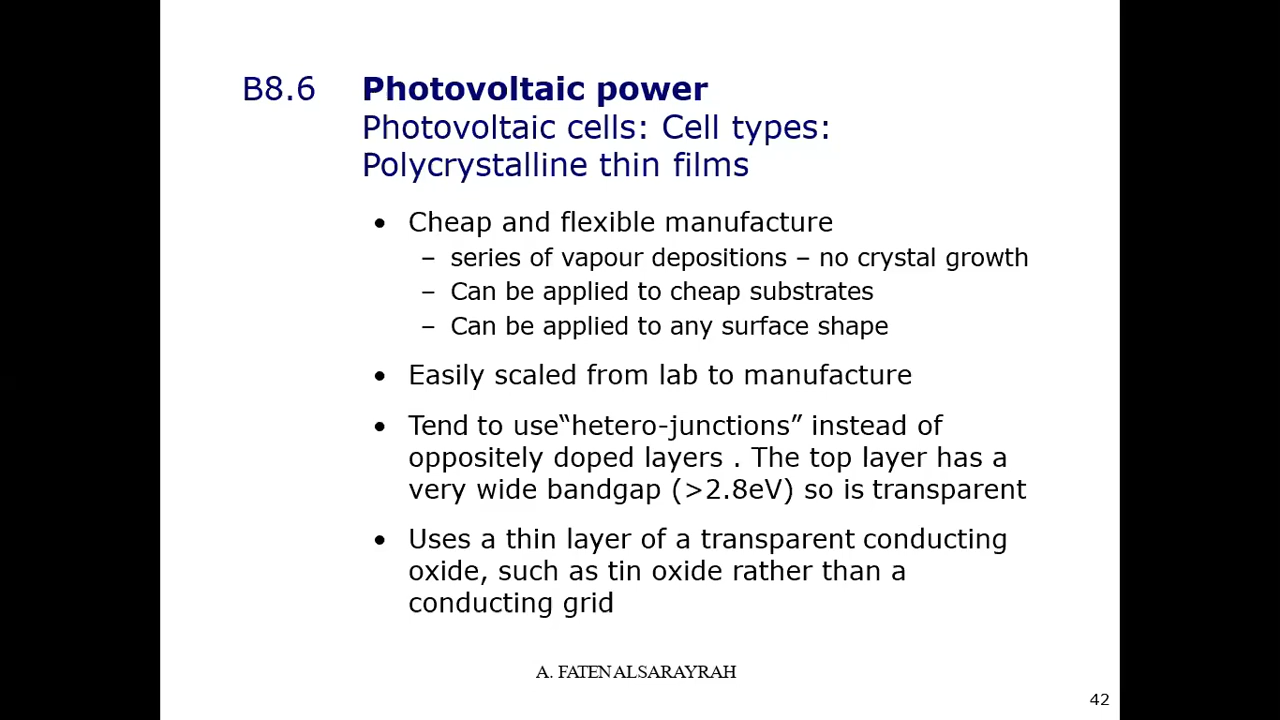 B8.6 Photovoltaic power
Photovoltaic cells: Cell types:
Polycrystalline thin films
• Cheap and flexible manufacture
– series of vapour depositions – no crystal growth
– Can be applied to cheap substrates
– Can be applied to any surface shape
• Easily scaled from lab to manufacture
• Tend to use“hetero-junctions” instead of
oppositely doped layers . The top layer has a
very wide bandgap (>2.8eV) so is transparent
• Uses a thin layer of a transparent conducting
oxide, such as tin oxide rather than a
conducting grid
A. FATEN ALSARAYRAH
42